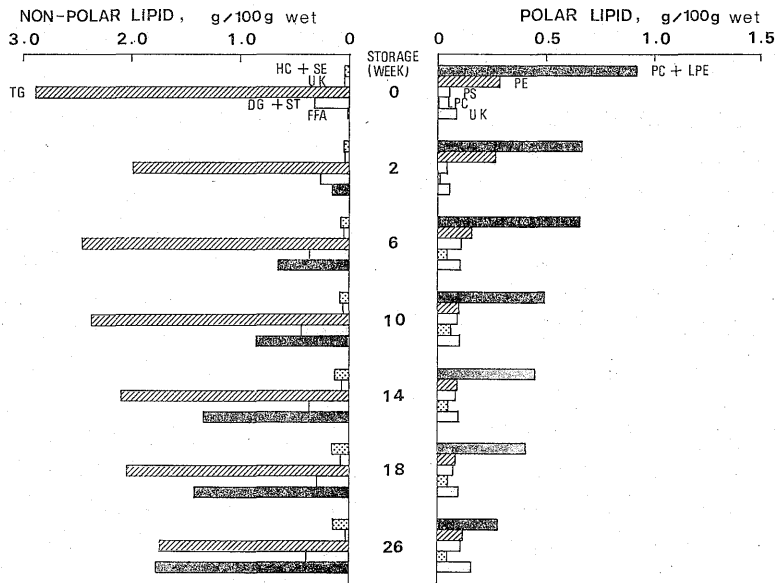 NON-POLAR LIPID, g/100g wet
POLAR LIPID, g/100g wet
3.0 2.0 1.0 0
STORAGE
(WEEK)
0 0.5 1.0 1.5
HC + SE
UK
TG
DG + ST
FFA
0
PC + LPE
PE
PS
LPC
UK
2
6
10
14
18
26